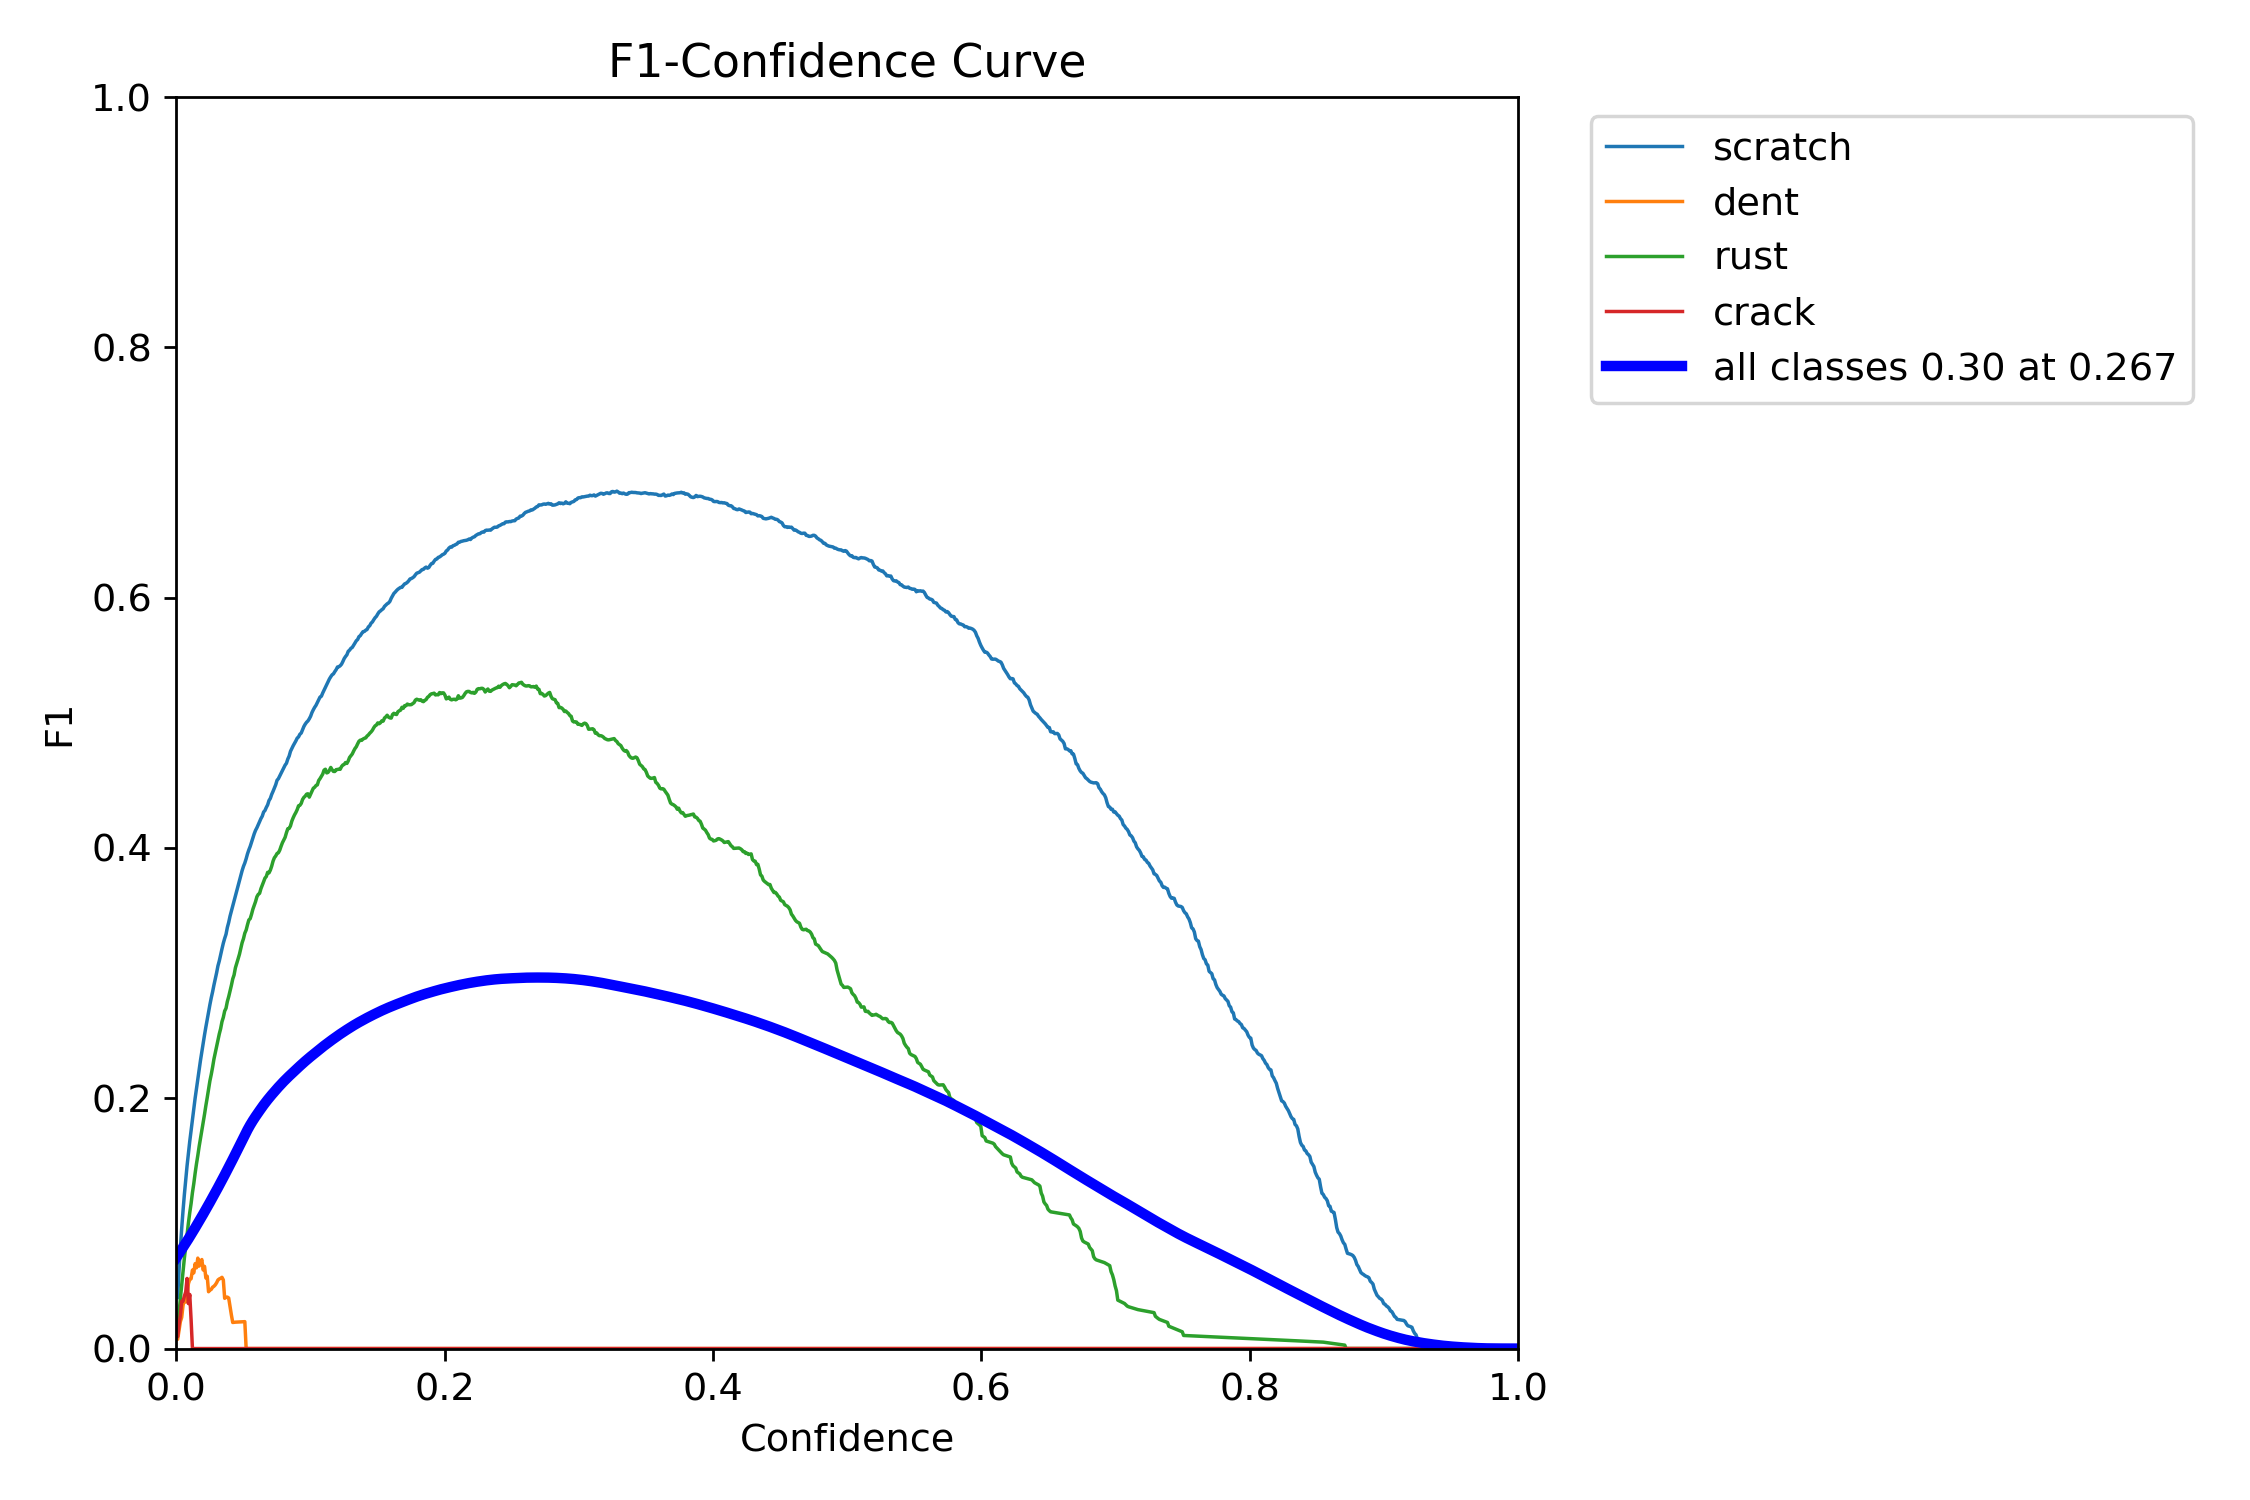 F1-Confidence Curve
1.0
0.8
0.6
0.4
0.2
0.0
F1
0.0 0.2 0.4 0.6 0.8 1.0
Confidence
scratch
dent
rust
crack
all classes 0.30 at 0.267